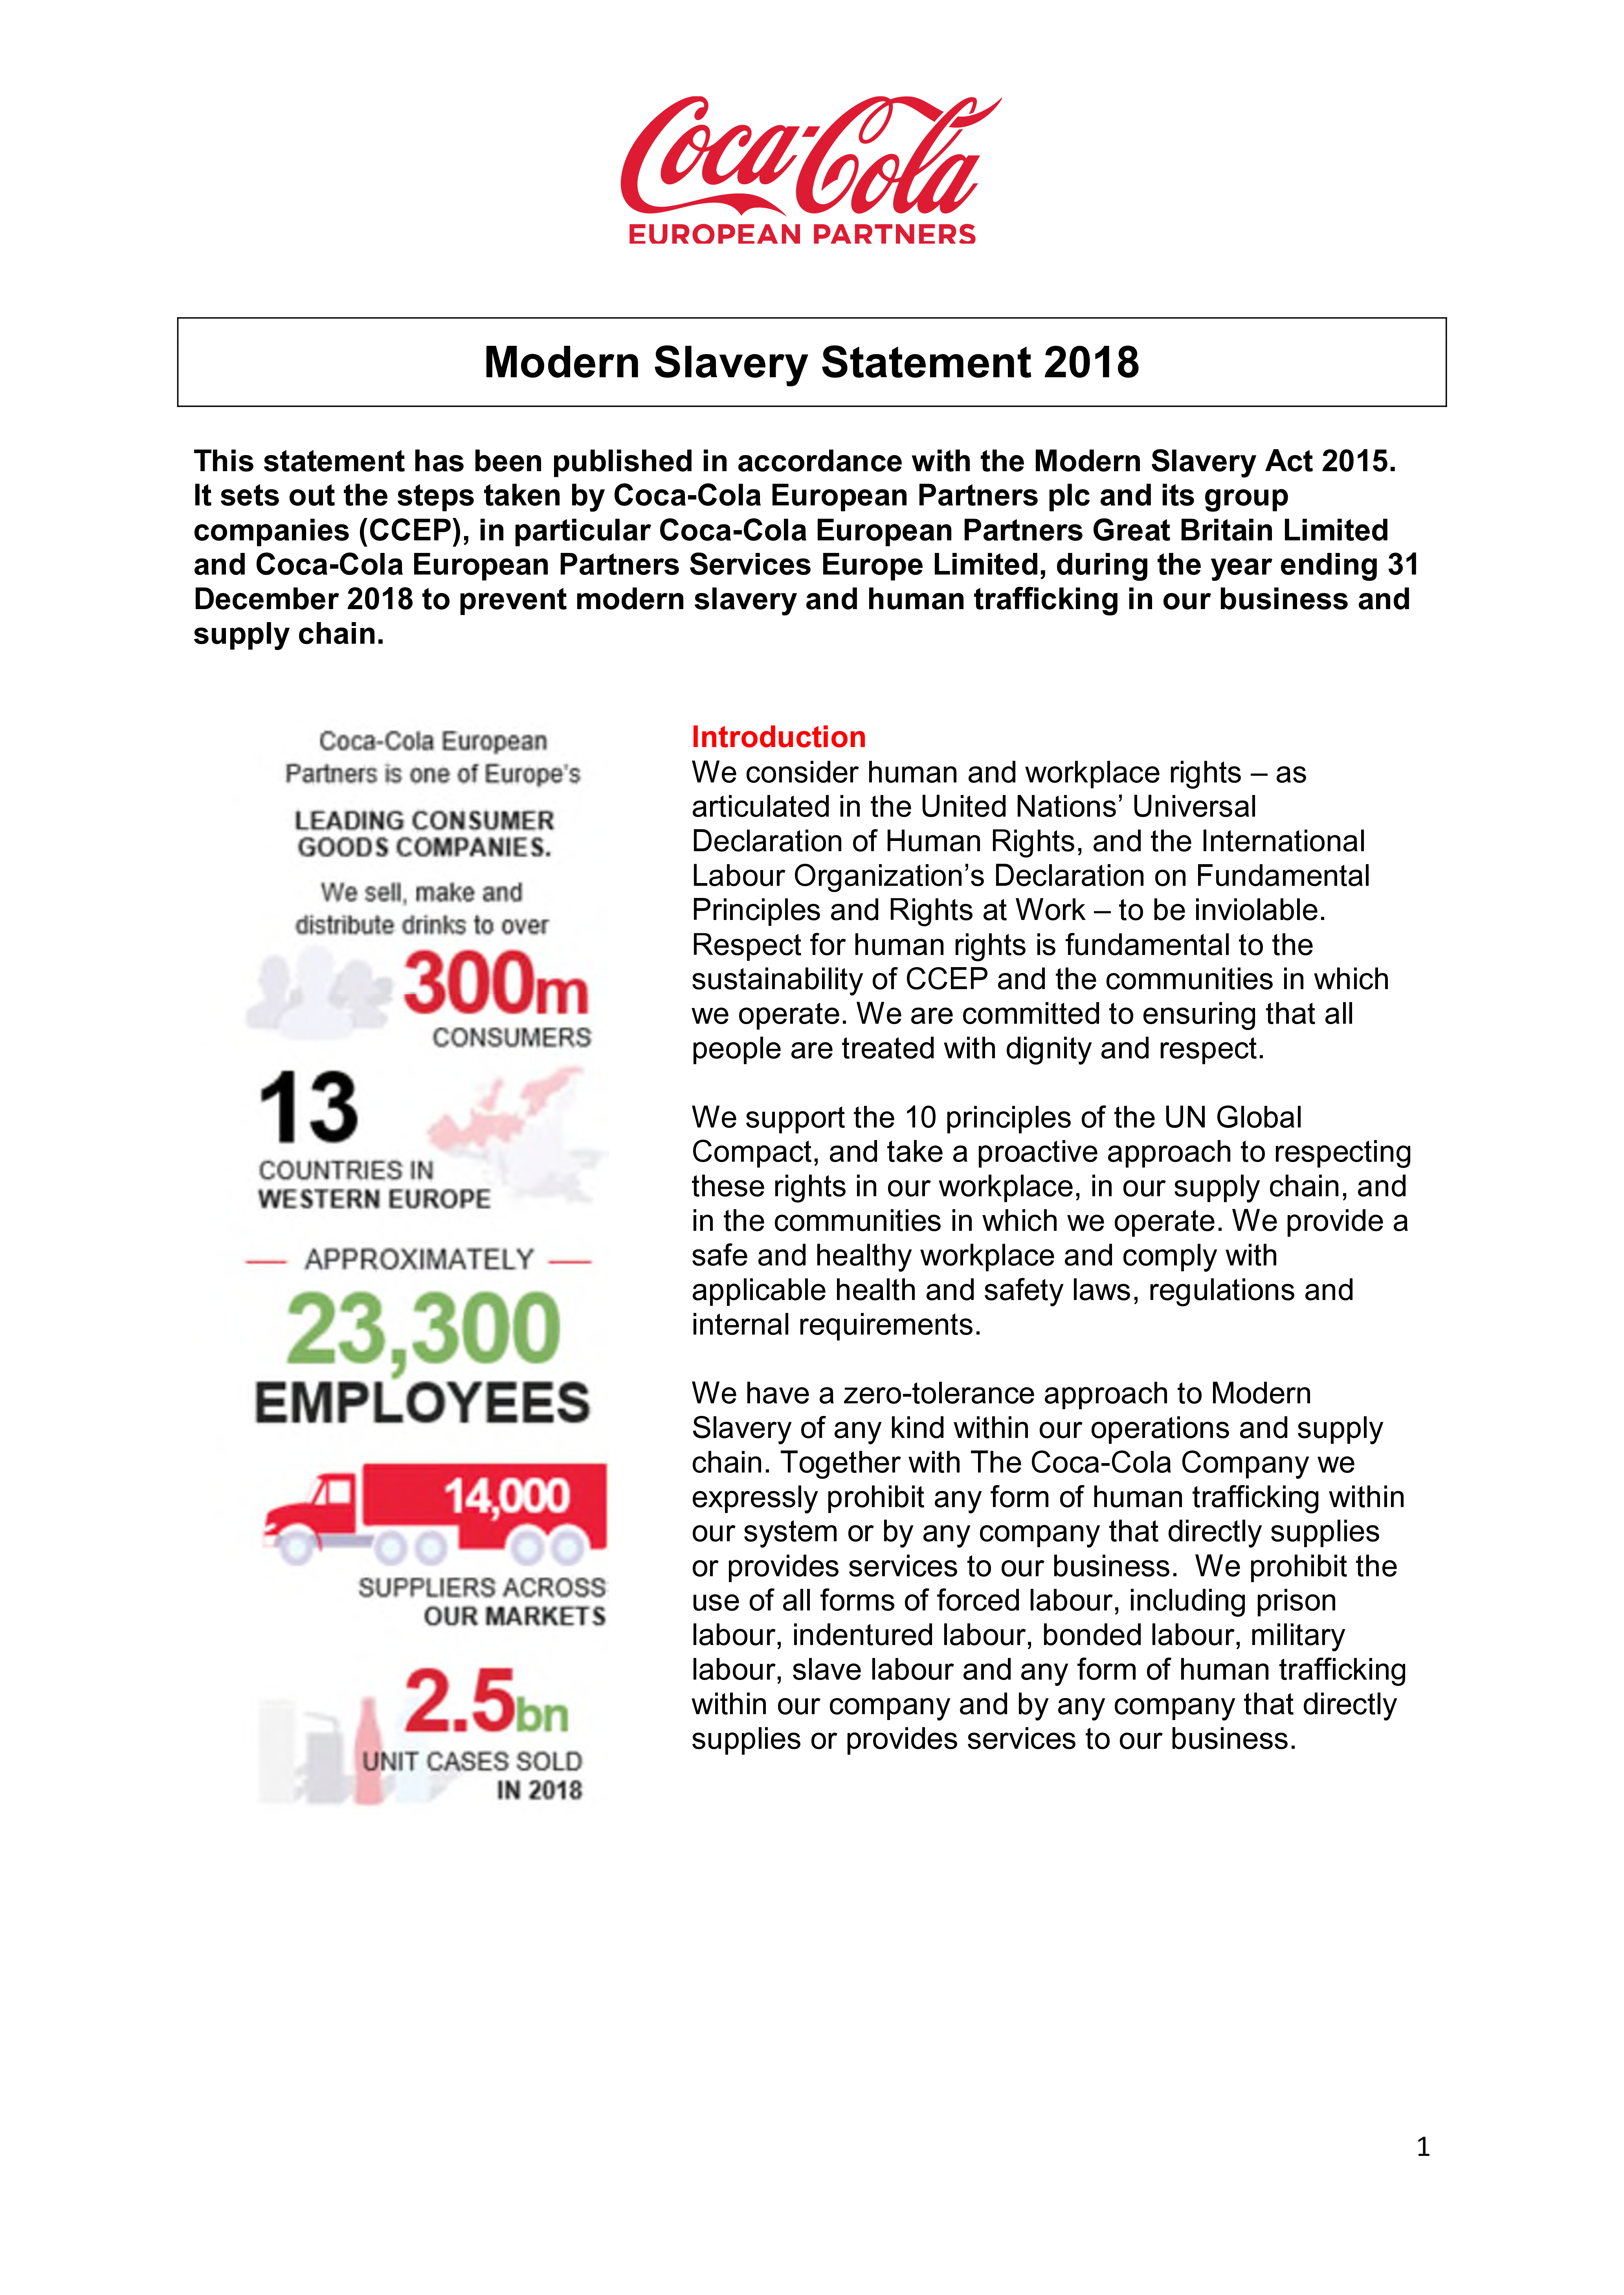 Coca-Cola
EUROPEAN PARTNERS
Modern Slavery Statement 2018
This statement has been published in accordance with the Modern Slavery Act 2015.
It sets out the steps taken by Coca-Cola European Partners plc and its group
companies (CCEP), in particular Coca-Cola European Partners Great Britain Limited
and Coca-Cola European Partners Services Europe Limited, during the year ending 31
December 2018 to prevent modern slavery and human trafficking in our business and
supply chain.
Coca-Cola European
Partners is one of Europe's
LEADING CONSUMER
GOODS COMPANIES.
We sell, make and
distribute drinks to over
300m
CONSUMERS
13
COUNTRIES IN
WESTERN EUROPE
APPROXIMATELY
23,300
EMPLOYEES
14,000
SUPPLIERS ACROSS
OUR MARKETS
2.5bn
UNIT CASES SOLD
IN 2018
Introduction
We consider human and workplace rights – as
articulated in the United Nations’ Universal
Declaration of Human Rights, and the International
Labour Organization’s Declaration on Fundamental
Principles and Rights at Work – to be inviolable.
Respect for human rights is fundamental to the
sustainability of CCEP and the communities in which
we operate. We are committed to ensuring that all
people are treated with dignity and respect.
We support the 10 principles of the UN Global
Compact, and take a proactive approach to respecting
these rights in our workplace, in our supply chain, and
in the communities in which we operate. We provide a
safe and healthy workplace and comply with
applicable health and safety laws, regulations and
internal requirements.
We have a zero-tolerance approach to Modern
Slavery of any kind within our operations and supply
chain. Together with The Coca-Cola Company we
expressly prohibit any form of human trafficking within
our system or by any company that directly supplies
or provides services to our business.  We prohibit the
use of all forms of forced labour, including prison
labour, indentured labour, bonded labour, military
labour, slave labour and any form of human trafficking
within our company and by any company that directly
supplies or provides services to our business.
1